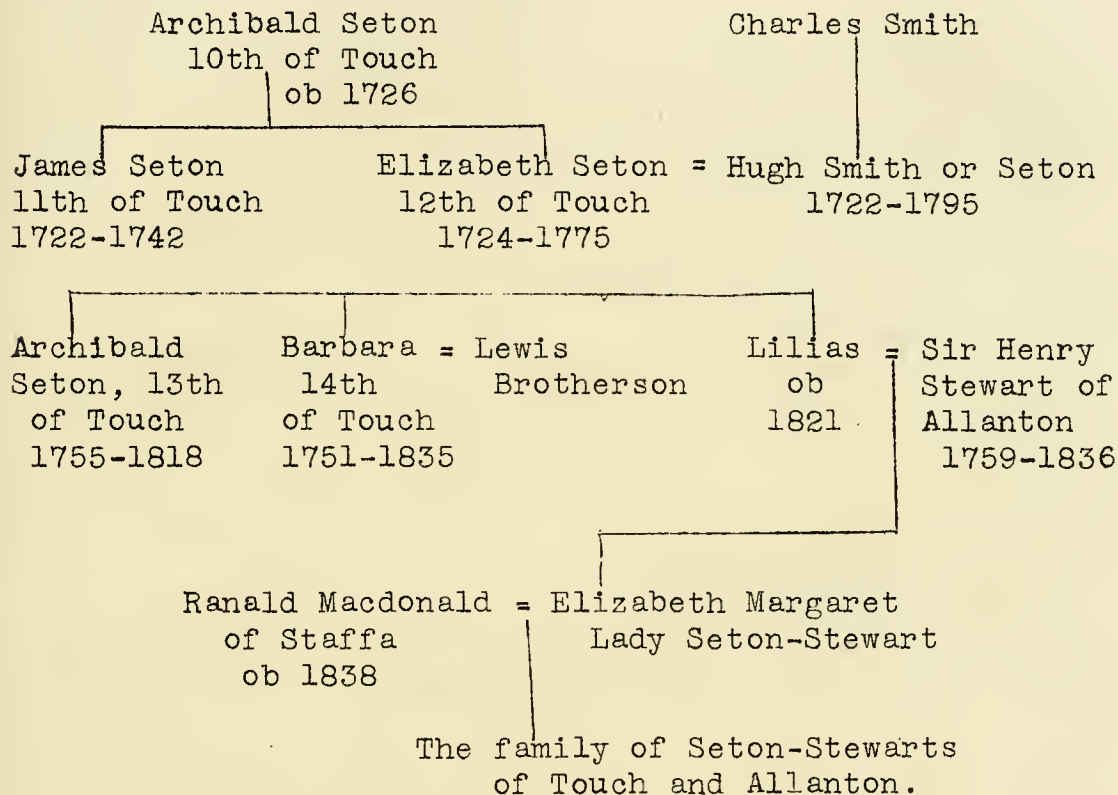 Archibald Seton
10th of Touch
ob 1726
Charles Smith
James Seton
11th of Touch
1722-1742
Elizabeth Seton = Hugh Smith or Seton
12th of Touch
1724-1775
1722-1795
Archibald
Seton, 13th
of Touch
1755-1818
Barbara = Lewis
Brotherson
14th
of Touch
1751-1835
Lilias = Sir Henry
ob
1821
Stewart of
Allanton
1759-1836
Ranald Macdonald = Elizabeth Margaret
of Staffa
ob 1838
Lady Seton-Stewart
The family of Seton-Stewarts
of Touch and Allanton.